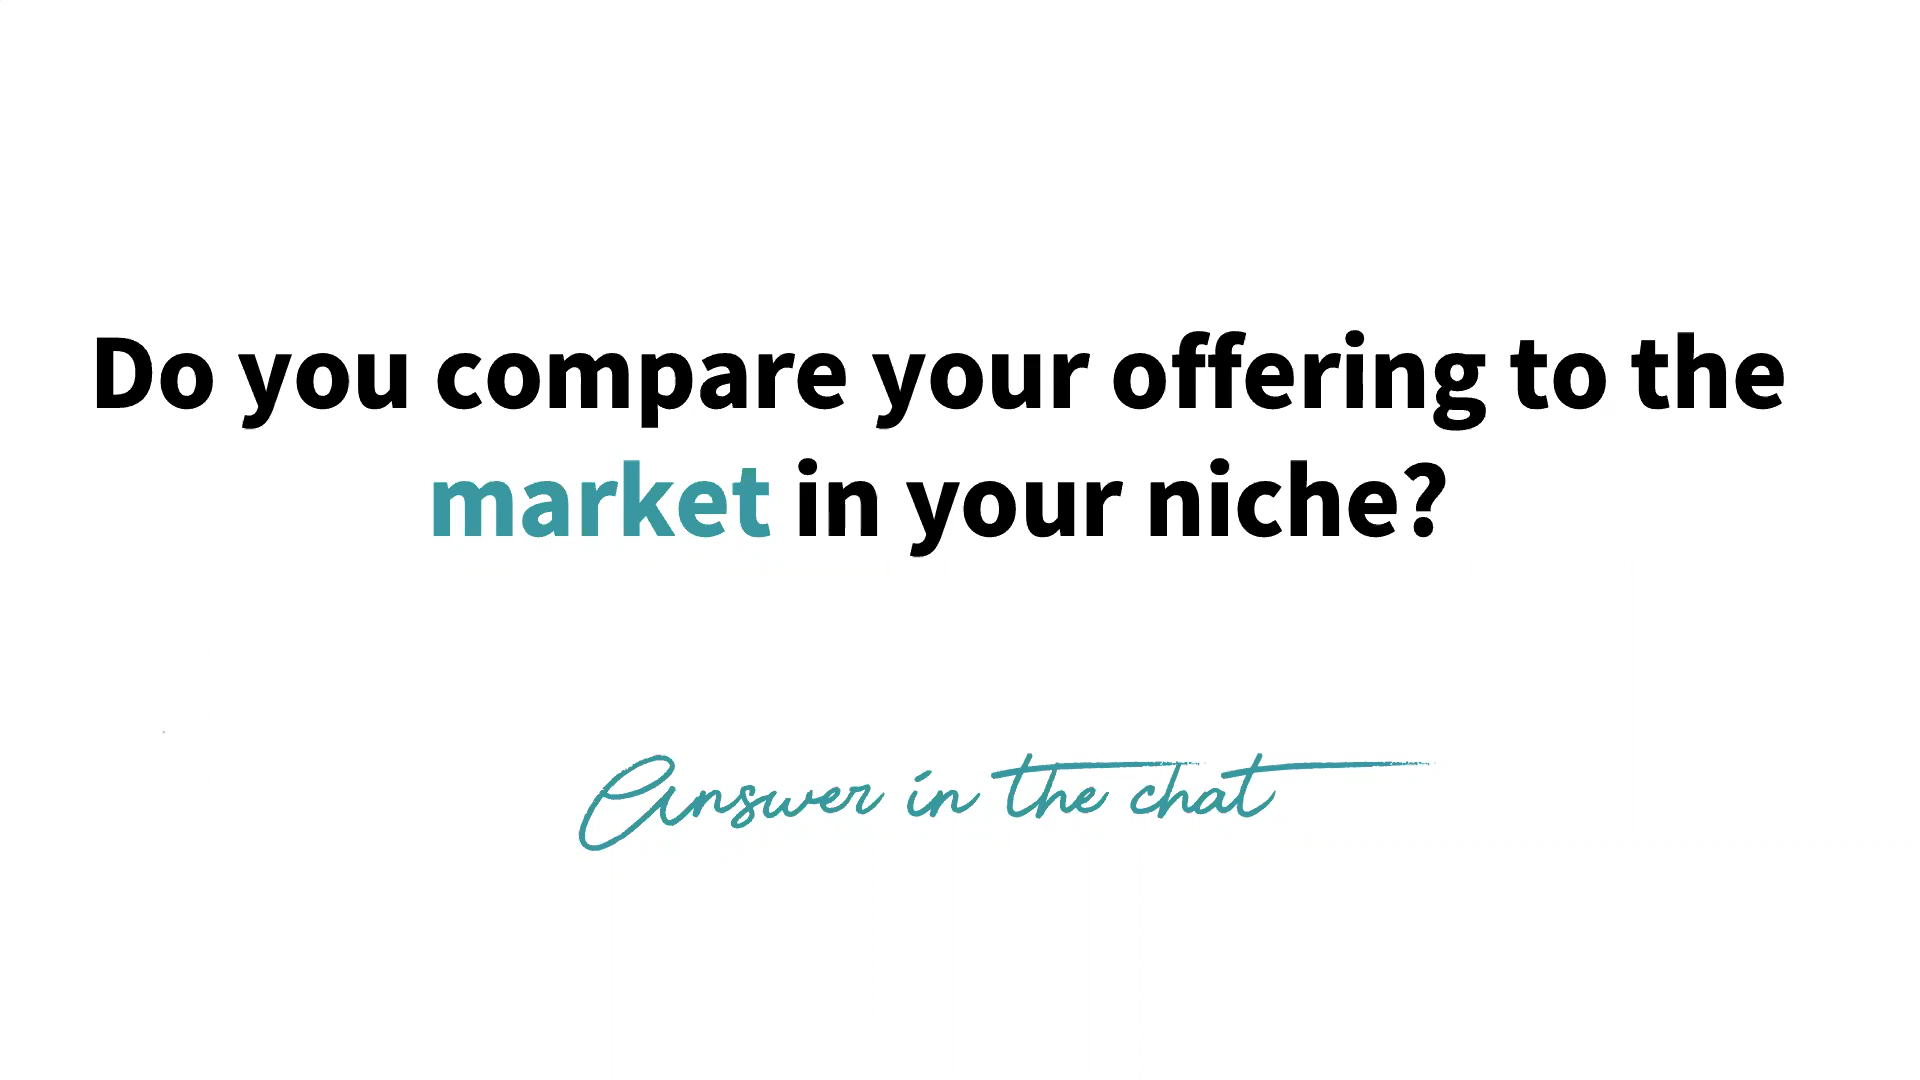 Do you compare your offering to the
market in your niche?
Answer in the chat